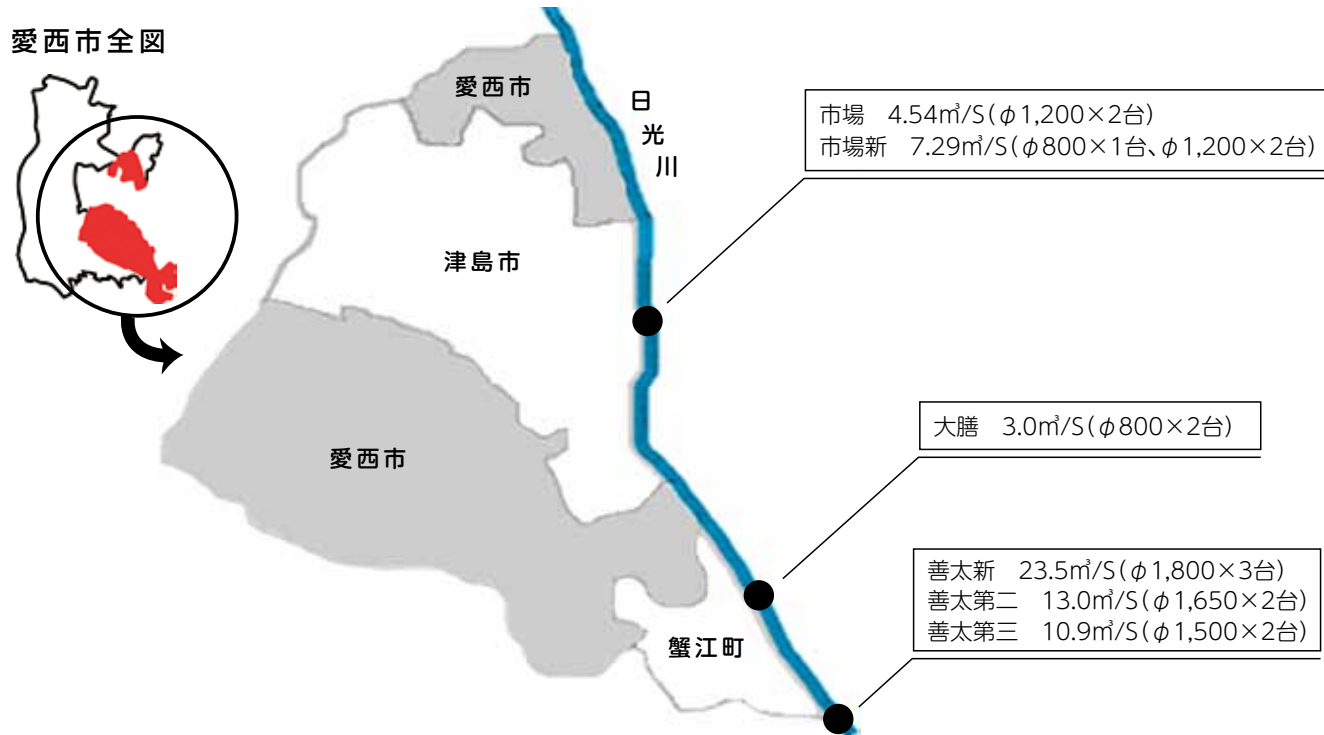 愛西市全図
愛西市
日光川
市場　4.54㎥/S(φ1,200×2台)
市場新　7.29㎥/S(φ800×1台、φ1,200×2台)
津島市
大膳　3.0㎥/S(φ800×2台)
愛西市
善太新　23.5㎥/S(φ1,800×3台)
善太第二　13.0㎥/S(φ1,650×2台)
善太第三　10.9㎥/S(φ1,500×2台)
蟹江町